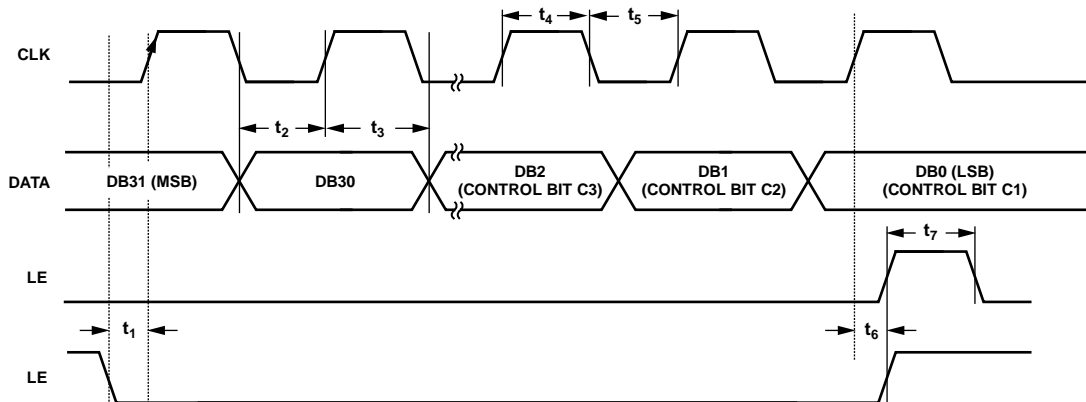 t4
t5
CLK
t2
t3
DATA
DB31 (MSB)
DB30
DB2
(CONTROL BIT C3)
DB1
(CONTROL BIT C2)
DB0 (LSB)
(CONTROL BIT C1)
t7
LE
t1
t6
LE